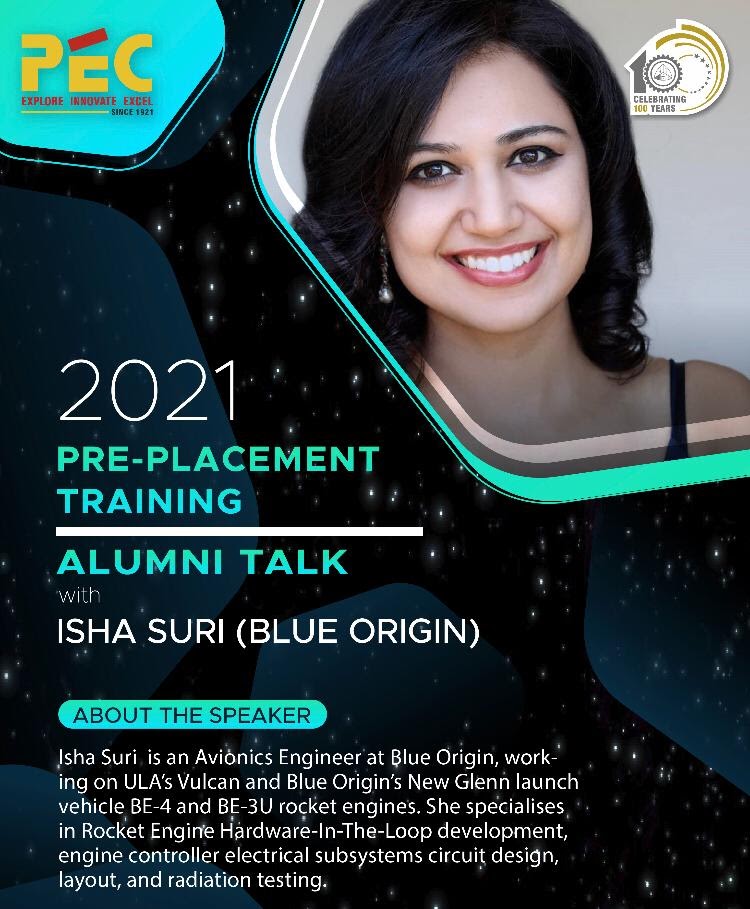 PEC
EXPLORE INNOVATE EXCEL
SINCE 1921
10
CELEBRATING
100 YEARS
2021
PRE-PLACEMENT
TRAINING
ALUMNI TALK
with
ISHA SURI (BLUE ORIGIN)
ABOUT THE SPEAKER
Isha Suri is an Avionics Engineer at Blue Origin, work-
ing on ULA's Vulcan and Blue Origin's New Glenn launch
vehicle BE-4 and BE-3U rocket engines. She specialises
in Rocket Engine Hardware-In-The-Loop development,
engine controller electrical subsystems circuit design,
layout, and radiation testing.